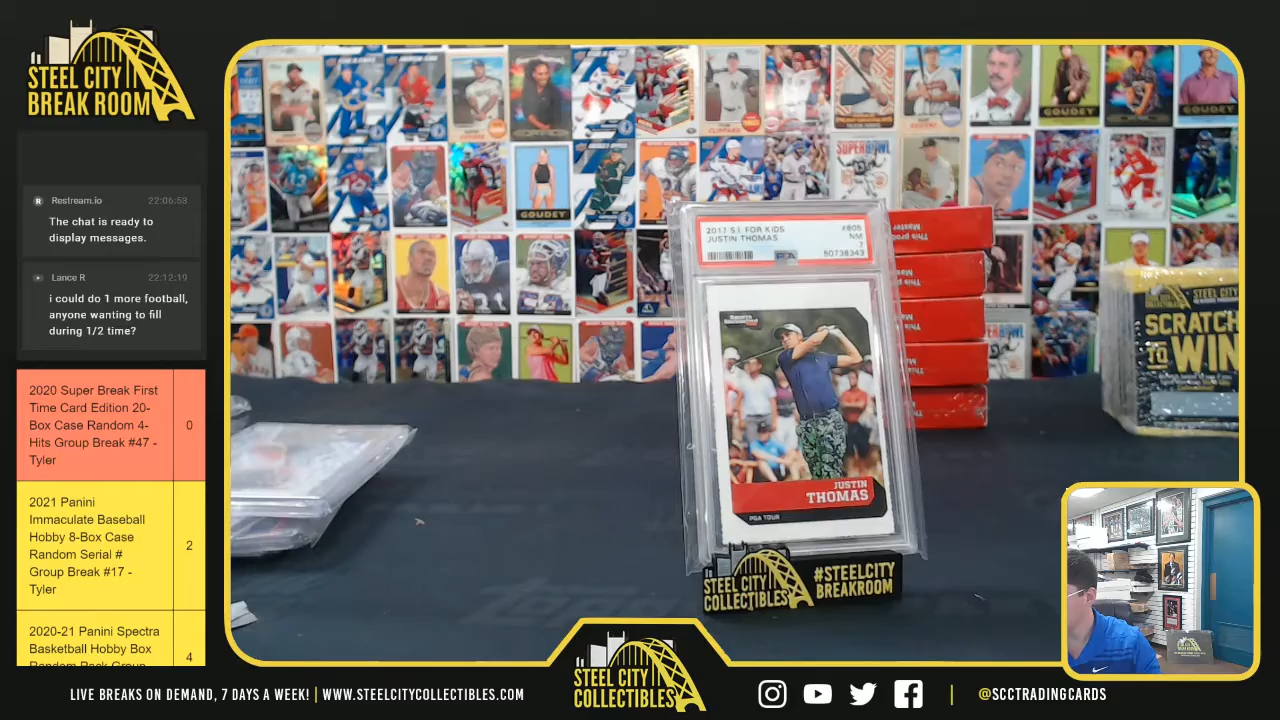 STEEL CITY
BREAK ROOM
Restream.io 22:06:53
The chat is ready to
display messages.
Lance R 22:12:19
i could do 1 more football,
anyone wanting to fill
during 1/2 time?
2020 Super Break First
Time Card Edition 20-
Box Case Random 4-
Hits Group Break #47 -
Tyler
0
2021 Panini
Immaculate Baseball
Hobby 8-Box Case
Random Serial #
Group Break #17 -
Tyler
2
2020-21 Panini Spectra
Basketball Hobby Box
4
GOUDEY
GOUDEY
GOUDEY
GOUDEY
CLIPPARD
2017 S.I. FOR KIDS #805
JUSTIN THOMAS NM
7
PSA 50738343
JUSTIN
THOMAS
PGA TOUR
STEEL CITY
COLLECTIBLES
#STEELCITY
BREAKROOM
SCRATCH
TO WIN
STEEL CITY
COLLECTIBLES
LIVE BREAKS ON DEMAND, 7 DAYS A WEEK! | WWW.STEELCITYCOLLECTIBLES.COM
@SCCTRADINGCARDS